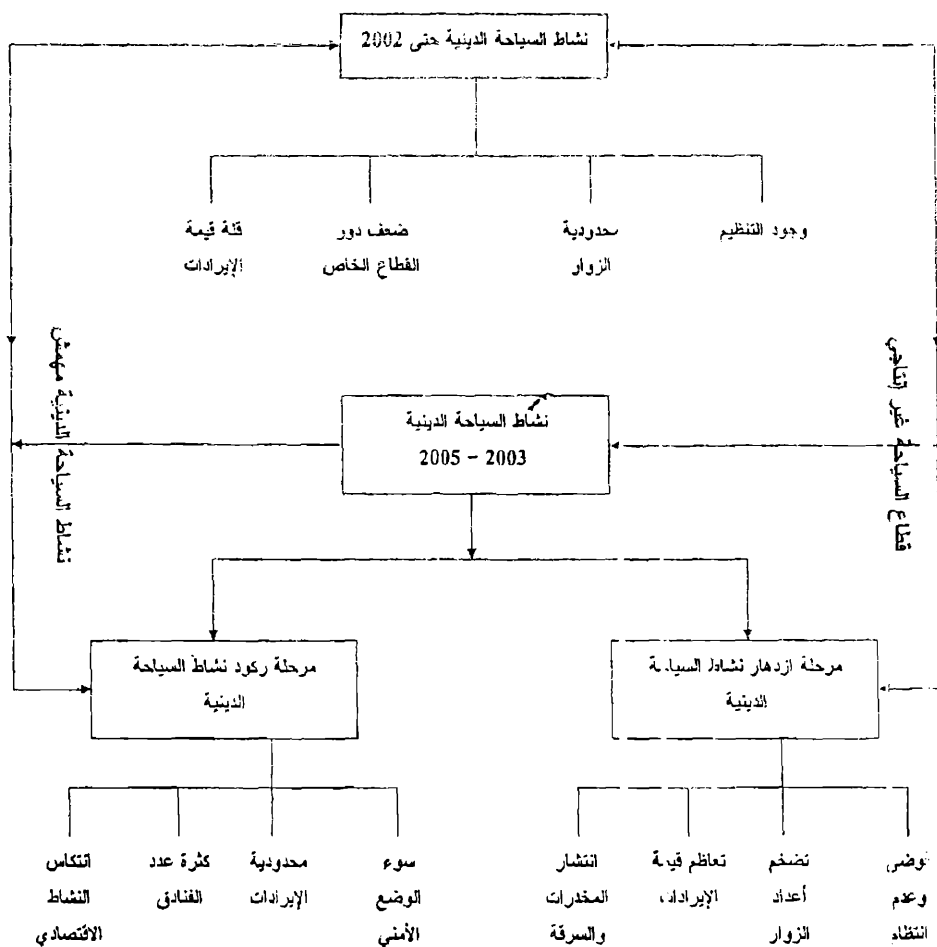 نشاط السياحة الدينية حتى 2002
وجود التنظيم
محدودية
الزوار
ضعف دور
القطاع الخاص
قلة قيمة
الإيرادات
قطاع السياحة غير إنتاجي
نشاط السياحة الدينية مهمش
نشاط السياحة الدينية
2003 – 2005
مرحلة ازدهار نشاط السياحة
الدينية
مرحلة ركود نشاط السياحة
الدينية
فوضى
وعدم
انتظام
تضخم
أعداد
الزوار
تعاظم قيمة
الإيرادات
انتشار
المخدرات
والسرقة
سوء
الوضع
الأمني
محدودية
الإيرادات
كثرة عدد
الفنادق
انتكاس
النشاط
الاقتصادي